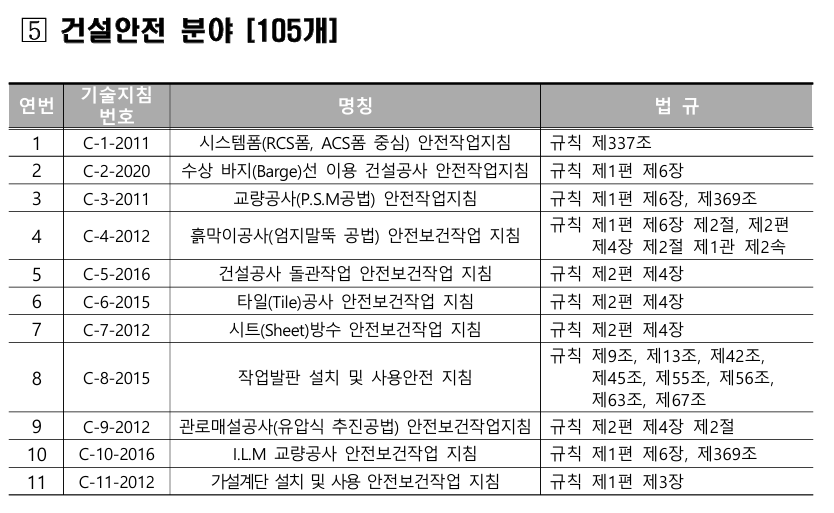 5 건설안전 분야 [105개]
연번 기술지침 번호 명칭 법 규
1 C-1-2011 시스템폼(RCS폼, ACS폼 중심) 안전작업지침 규칙 제337조
2 C-2-2020 수상 바지(Barge)선 이용 건설공사 안전작업지침 규칙 제1편 제6장
3 C-3-2011 교량공사(P.S.M공법) 안전작업지침 규칙 제1편 제6장, 제369조
4 C-4-2012 흙막이공사(엄지말뚝 공법) 안전보건작업 지침 규칙 제1편 제6장 제2절, 제2편
제4장 제2절 제1관 제2속
5 C-5-2016 건설공사 돌관작업 안전보건작업 지침 규칙 제2편 제4장
6 C-6-2015 타일(Tile)공사 안전보건작업 지침 규칙 제2편 제4장
7 C-7-2012 시트(Sheet)방수 안전보건작업 지침 규칙 제2편 제4장
8 C-8-2015 작업발판 설치 및 사용안전 지침 규칙 제9조, 제13조, 제42조,
제45조, 제55조, 제56조,
제63조, 제67조
9 C-9-2012 관로매설공사(유압식 추진공법) 안전보건작업지침 규칙 제2편 제4장 제2절
10 C-10-2016 I.L.M 교량공사 안전보건작업 지침 규칙 제1편 제6장, 제369조
11 C-11-2012 가설계단 설치 및 사용 안전보건작업 지침 규칙 제1편 제3장